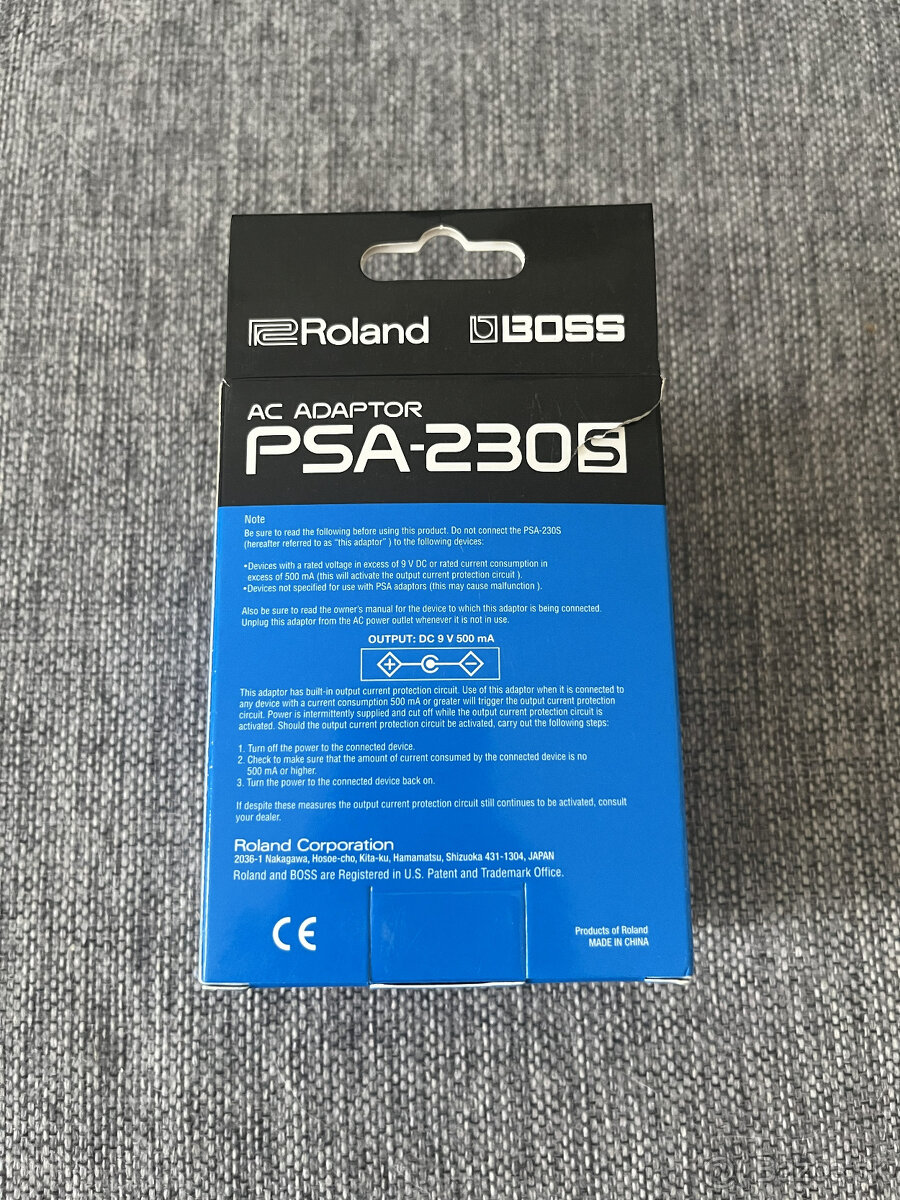 Roland BOSS
AC ADAPTOR
PSA-230S
Note
Be sure to read the following before using this product. Do not connect the PSA-230S
(hereafter referred to as "this adaptor" ) to the following devices:
•Devices with a rated voltage in excess of 9 V DC or rated current consumption in
excess of 500 mA (this will activate the output current protection circuit ).
•Devices not specified for use with PSA adaptors (this may cause malfunction ).
Also be sure to read the owner's manual for the device to which this adaptor is being connected.
Unplug this adaptor from the AC power outlet whenever it is not in use.
OUTPUT: DC 9 V 500 mA
+ −
This adaptor has built-in output current protection circuit. Use of this adaptor when it is connected to
any device with a current consumption 500 mA or greater will trigger the output current protection
circuit. Power is intermittently supplied and cut off while the output current protection circuit is
activated. Should the output current protection circuit be activated, carry out the following steps:
1. Turn off the power to the connected device.
2. Check to make sure that the amount of current consumed by the connected device is no
500 mA or higher.
3. Turn the power to the connected device back on.
If despite these measures the output current protection circuit still continues to be activated, consult
your dealer.
Roland Corporation
2036-1 Nakagawa, Hosoe-cho, Kita-ku, Hamamatsu, Shizuoka 431-1304, JAPAN
Roland and BOSS are Registered in U.S. Patent and Trademark Office.
CE
Products of Roland
MADE IN CHINA